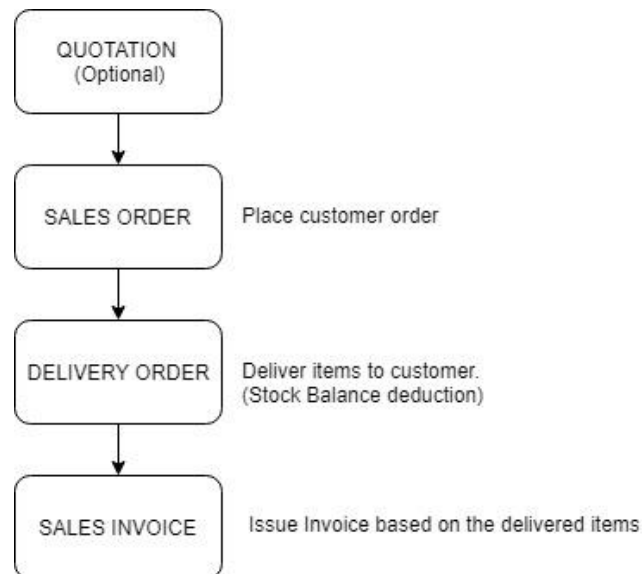 QUOTATION
(Optional)
SALES ORDER
Place customer order
DELIVERY ORDER
Deliver items to customer.
(Stock Balance deduction)
SALES INVOICE
Issue Invoice based on the delivered items